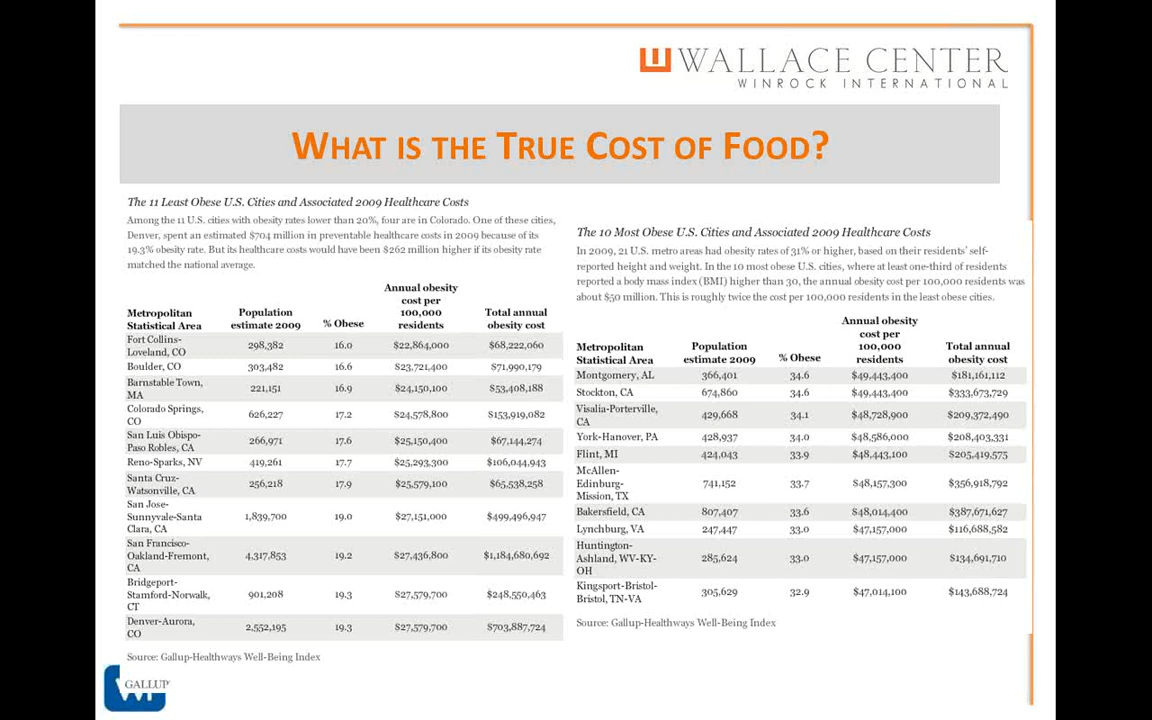 WALLACE CENTER
WINROCK INTERNATIONAL
WHAT IS THE TRUE COST OF FOOD?
The 11 Least Obese U.S. Cities and Associated 2009 Healthcare Costs
Among the 11 U.S. cities with obesity rates lower than 20%, four are in Colorado. One of these cities,
Denver, spent an estimated $704 million in preventable healthcare costs in 2009 because of its
19.3% obesity rate. But its healthcare costs would have been $262 million higher if its obesity rate
matched the national average.
Metropolitan Statistical Area Population estimate 2009 % Obese Annual obesity cost per 100,000 residents Total annual obesity cost
Fort Collins-Loveland, CO 298,382 16.0 $22,864,000 $68,222,060
Boulder, CO 303,482 16.6 $23,721,400 $71,990,179
Barnstable Town, MA 221,151 16.9 $24,150,100 $53,408,188
Colorado Springs, CO 626,227 17.2 $24,578,800 $153,919,082
San Luis Obispo-Paso Robles, CA 266,971 17.6 $25,150,400 $67,144,274
Reno-Sparks, NV 419,261 17.7 $25,293,300 $106,044,943
Santa Cruz-Watsonville, CA 256,218 17.9 $25,579,100 $65,538,258
San Jose-Sunnyvale-Santa Clara, CA 1,839,700 19.0 $27,151,000 $499,496,947
San Francisco-Oakland-Fremont, CA 4,317,853 19.2 $27,436,800 $1,184,680,692
Bridgeport-Stamford-Norwalk, CT 901,208 19.3 $27,579,700 $248,550,463
Denver-Aurora, CO 2,552,195 19.3 $27,579,700 $703,887,724
Source: Gallup-Healthways Well-Being Index
GALLUP
The 10 Most Obese U.S. Cities and Associated 2009 Healthcare Costs
In 2009, 21 U.S. metro areas had obesity rates of 31% or higher, based on their residents' self-
reported height and weight. In the 10 most obese U.S. cities, where at least one-third of residents
reported a body mass index (BMI) higher than 30, the annual obesity cost per 100,000 residents was
about $50 million. This is roughly twice the cost per 100,000 residents in the least obese cities.
Metropolitan Statistical Area Population estimate 2009 % Obese Annual obesity cost per 100,000 residents Total annual obesity cost
Montgomery, AL 366,401 34.6 $49,443,400 $181,161,112
Stockton, CA 674,860 34.6 $49,443,400 $333,673,729
Visalia-Porterville, CA 429,668 34.1 $48,728,900 $209,372,490
York-Hanover, PA 428,937 34.0 $48,586,000 $208,403,331
Flint, MI 424,043 33.9 $48,443,100 $205,419,575
McAllen-Edinburg-Mission, TX 741,152 33.7 $48,157,300 $356,918,792
Bakersfield, CA 807,407 33.6 $48,014,400 $387,671,627
Lynchburg, VA 247,447 33.0 $47,157,000 $116,688,582
Huntington-Ashland, WV-KY-OH 285,624 33.0 $47,157,000 $134,691,710
Kingsport-Bristol-Bristol, TN-VA 305,629 32.9 $47,014,100 $143,688,724
Source: Gallup-Healthways Well-Being Index